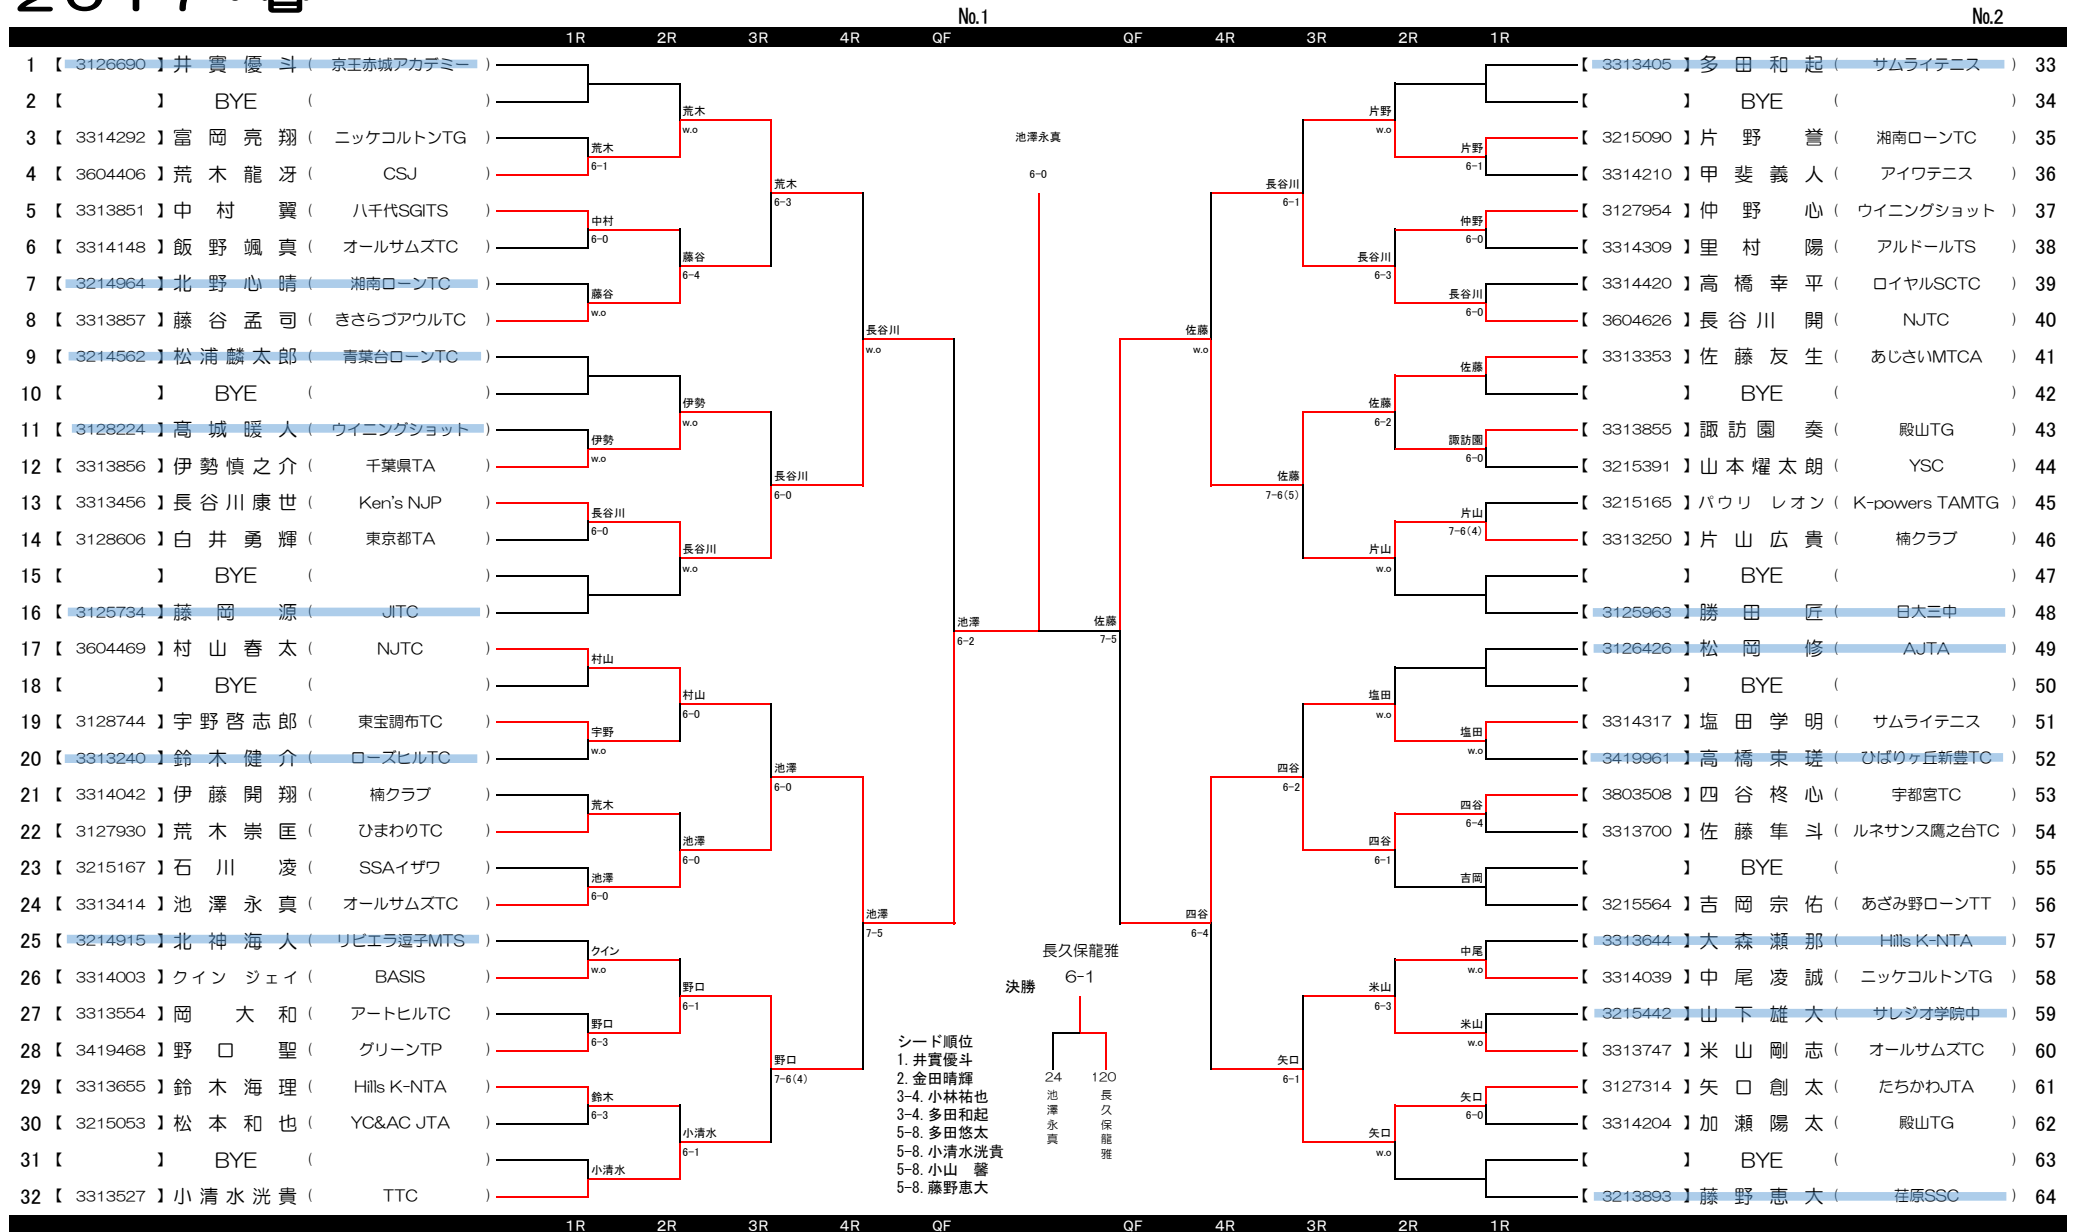 No.1
No.2
1R 2R 3R 4R QF QF 4R 3R 2R 1R
1 【 3126690 】 井實優斗 ( 京王赤城アカデミー )
2 【 】 BYE ( )
3 【 3314292 】 富岡亮翔 ( ニッケコルトンTG )
4 【 3604406 】 荒木龍冴 ( CSJ )
5 【 3313851 】 中村翼 ( 八千代SGITS )
6 【 3314148 】 飯野颯真 ( オールサムズTC )
7 【 3214964 】 北野心晴 ( 湘南ローンTC )
8 【 3313857 】 藤谷孟司 ( きさらづアウルTC )
9 【 3214562 】 松浦麟太郎 ( 青葉台ローンTC )
10 【 】 BYE ( )
11 【 3128224 】 高城暖人 ( ウイニングショット )
12 【 3313856 】 伊勢慎之介 ( 千葉県TA )
13 【 3313456 】 長谷川康世 ( Ken's NJP )
14 【 3128606 】 白井勇輝 ( 東京都TA )
15 【 】 BYE ( )
16 【 3125734 】 藤岡源 ( JITC )
17 【 3604469 】 村山春太 ( NJTC )
18 【 】 BYE ( )
19 【 3128744 】 宇野啓志郎 ( 東宝調布TC )
20 【 3313240 】 鈴木健介 ( ローズヒルTC )
21 【 3314042 】 伊藤開翔 ( 楠クラブ )
22 【 3127930 】 荒木崇匡 ( ひまわりTC )
23 【 3215167 】 石川凌 ( SSAイザワ )
24 【 3313414 】 池澤永真 ( オールサムズTC )
25 【 3214915 】 北神海人 ( リビエラ逗子MTS )
26 【 3314003 】 クイン ジェイ ( BASIS )
27 【 3313554 】 岡大和 ( アートヒルTC )
28 【 3419468 】 野口聖 ( グリーンTP )
29 【 3313655 】 鈴木海理 ( Hills K-NTA )
30 【 3215053 】 松本和也 ( YC&AC JTA )
31 【 】 BYE ( )
32 【 3313527 】 小清水洸貴 ( TTC )
荒木
6-1
中村
6-0
藤谷
w.o
伊勢
w.o
長谷川
6-0
村山
宇野
w.o
荒木
池澤
6-0
クイン
w.o
野口
6-3
鈴木
6-3
小清水
荒木
w.o
藤谷
6-4
伊勢
w.o
長谷川
w.o
村山
6-0
池澤
6-0
野口
6-1
小清水
6-1
荒木
6-3
長谷川
6-0
池澤
6-0
野口
7-6(4)
長谷川
w.o
池澤
7-5
池澤
6-2
池澤永真
6-0
佐藤
7-5
佐藤
w.o
四谷
6-4
長谷川
6-1
佐藤
7-6(5)
四谷
6-2
矢口
6-1
片野
w.o
長谷川
6-3
佐藤
6-2
片山
w.o
塩田
w.o
四谷
6-1
米山
6-3
矢口
w.o
片野
6-1
仲野
6-0
長谷川
6-0
佐藤
諏訪園
6-0
片山
7-6(4)
塩田
w.o
四谷
6-4
吉岡
中尾
w.o
米山
w.o
矢口
6-0
【 3313405 】 多田和起 ( サムライテニス ) 33
【 】 BYE ( ) 34
【 3215090 】 片野誉 ( 湘南ローンTC ) 35
【 3314210 】 甲斐義人 ( アイワテニス ) 36
【 3127954 】 仲野心 ( ウイニングショット ) 37
【 3314309 】 里村陽 ( アルドールTS ) 38
【 3314420 】 高橋幸平 ( ロイヤルSCTC ) 39
【 3604626 】 長谷川開 ( NJTC ) 40
【 3313353 】 佐藤友生 ( あじさいMTCA ) 41
【 】 BYE ( ) 42
【 3313855 】 諏訪園奏 ( 殿山TG ) 43
【 3215391 】 山本燿太朗 ( YSC ) 44
【 3215165 】 パウリ レオン ( K-powers TAMTG ) 45
【 3313250 】 片山広貴 ( 楠クラブ ) 46
【 】 BYE ( ) 47
【 3125963 】 勝田匠 ( 日大三中 ) 48
【 3126426 】 松岡修 ( AJTA ) 49
【 】 BYE ( ) 50
【 3314317 】 塩田学明 ( サムライテニス ) 51
【 3419961 】 高橋束瑳 ( ひばりヶ丘新豊TC ) 52
【 3803508 】 四谷柊心 ( 宇都宮TC ) 53
【 3313700 】 佐藤隼斗 ( ルネサンス鷹之台TC ) 54
【 】 BYE ( ) 55
【 3215564 】 吉岡宗佑 ( あざみ野ローンTT ) 56
【 3313644 】 大森瀬那 ( Hills K-NTA ) 57
【 3314039 】 中尾凌誠 ( ニッケコルトンTG ) 58
【 3215442 】 山下雄大 ( サレジオ学院中 ) 59
【 3313747 】 米山剛志 ( オールサムズTC ) 60
【 3127314 】 矢口創太 ( たちかわJTA ) 61
【 3314204 】 加瀬陽太 ( 殿山TG ) 62
【 】 BYE ( ) 63
【 3213893 】 藤野恵大 ( 荏原SSC ) 64
長久保龍雅
6-1
決勝
24 120
池澤永真
長久保龍雅
シード順位
1. 井實優斗
2. 金田晴輝
3-4. 小林祐也
3-4. 多田和起
5-8. 多田悠太
5-8. 小清水洸貴
5-8. 小山 馨
5-8. 藤野恵大
1R 2R 3R 4R QF QF 4R 3R 2R 1R